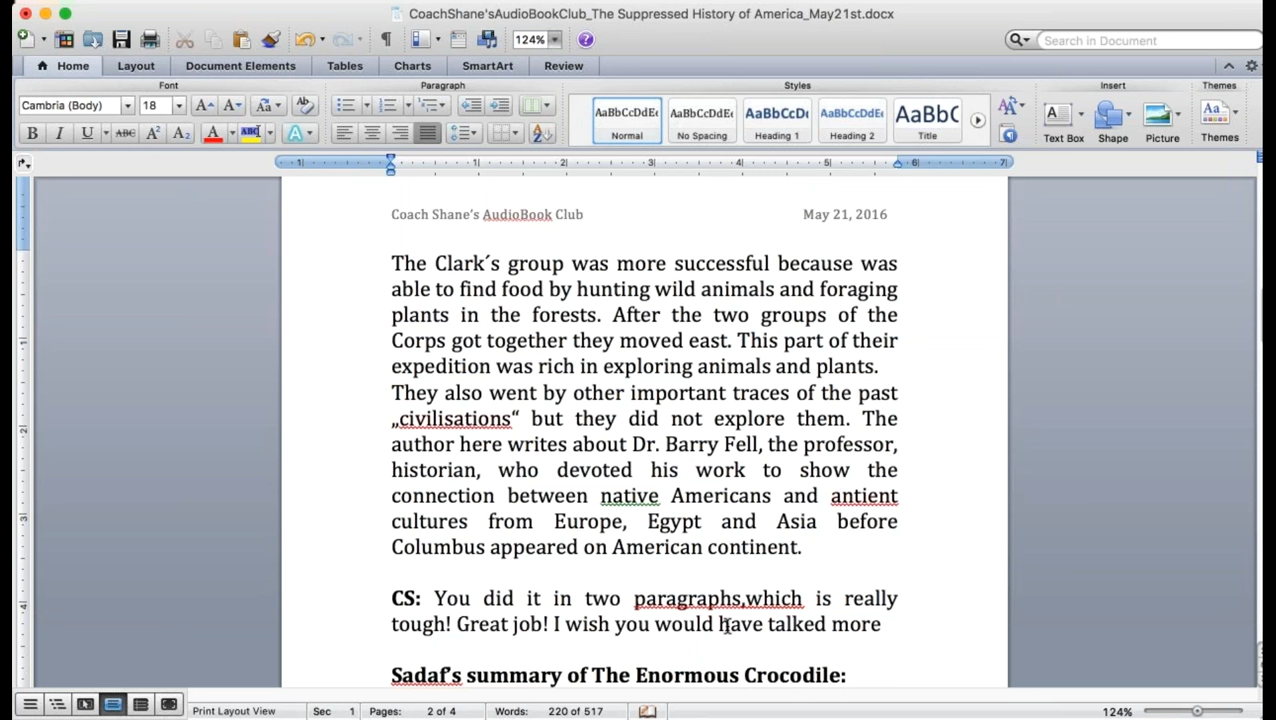 CoachShane'sAudioBookClub_The Suppressed History of America_May21st.docx
124%
Search in Document
Home Layout Document Elements Tables Charts SmartArt Review
Font Paragraph Styles Insert Themes
Cambria (Body) 18
AaBbCcDdEe AaBbCcDdEe AaBbCcDc AaBbCcDdEe AaBbCc
Normal No Spacing Heading 1 Heading 2 Title
Text Box Shape Picture Themes
Coach Shane's AudioBook Club May 21, 2016
The Clark´s group was more successful because was
able to find food by hunting wild animals and foraging
plants in the forests. After the two groups of the
Corps got together they moved east. This part of their
expedition was rich in exploring animals and plants.
They also went by other important traces of the past
„civilisations“ but they did not explore them. The
author here writes about Dr. Barry Fell, the professor,
historian, who devoted his work to show the
connection between native Americans and antient
cultures from Europe, Egypt and Asia before
Columbus appeared on American continent.
CS: You did it in two paragraphs,which is really
tough! Great job! I wish you would have talked more
Sadaf's summary of The Enormous Crocodile:
Print Layout View Sec 1 Pages: 2 of 4 Words: 220 of 517 124%